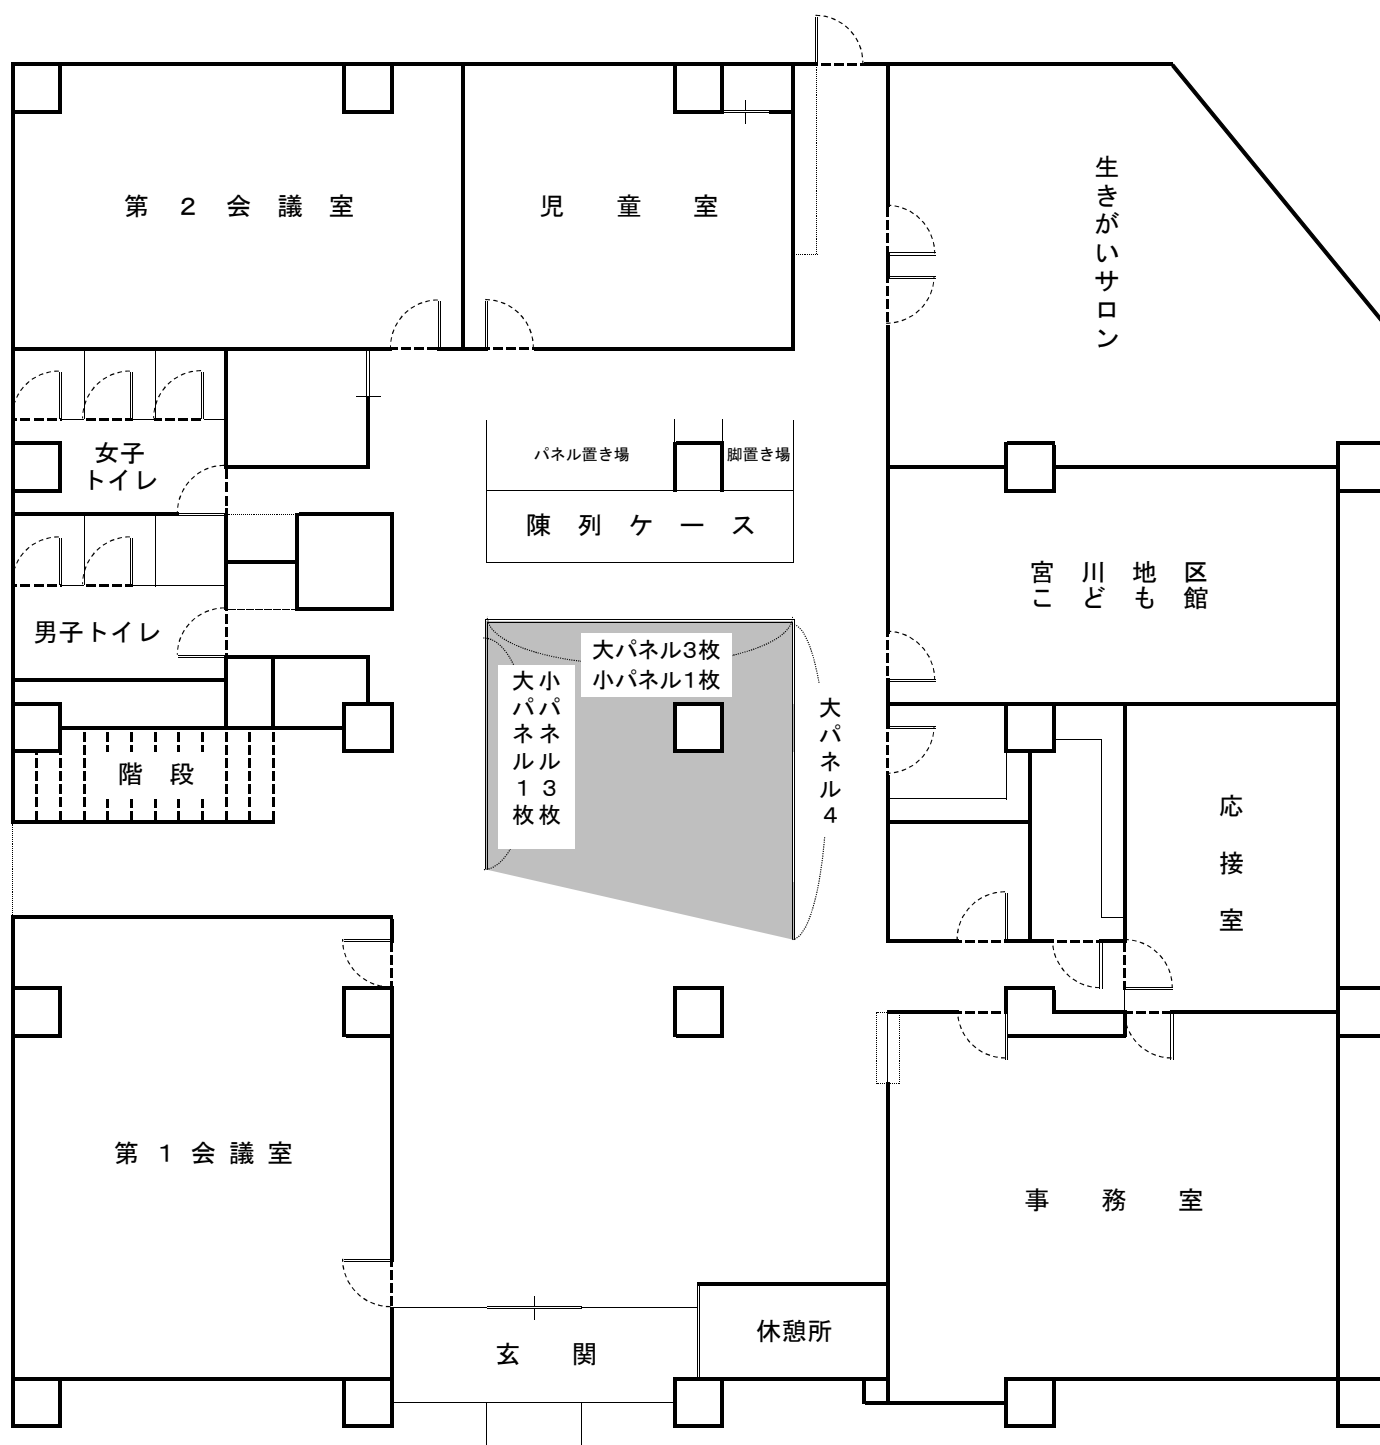 第２会議室
児童室
生きがいサロン
パネル置き場
脚置き場
女子
トイレ
陳列ケース
宮川地区
こども館
男子トイレ
大パネル3枚
小パネル1枚
小パネル３枚
大パネル１枚
大パネル４
階段
応接室
第１会議室
事務室
休憩所
玄関